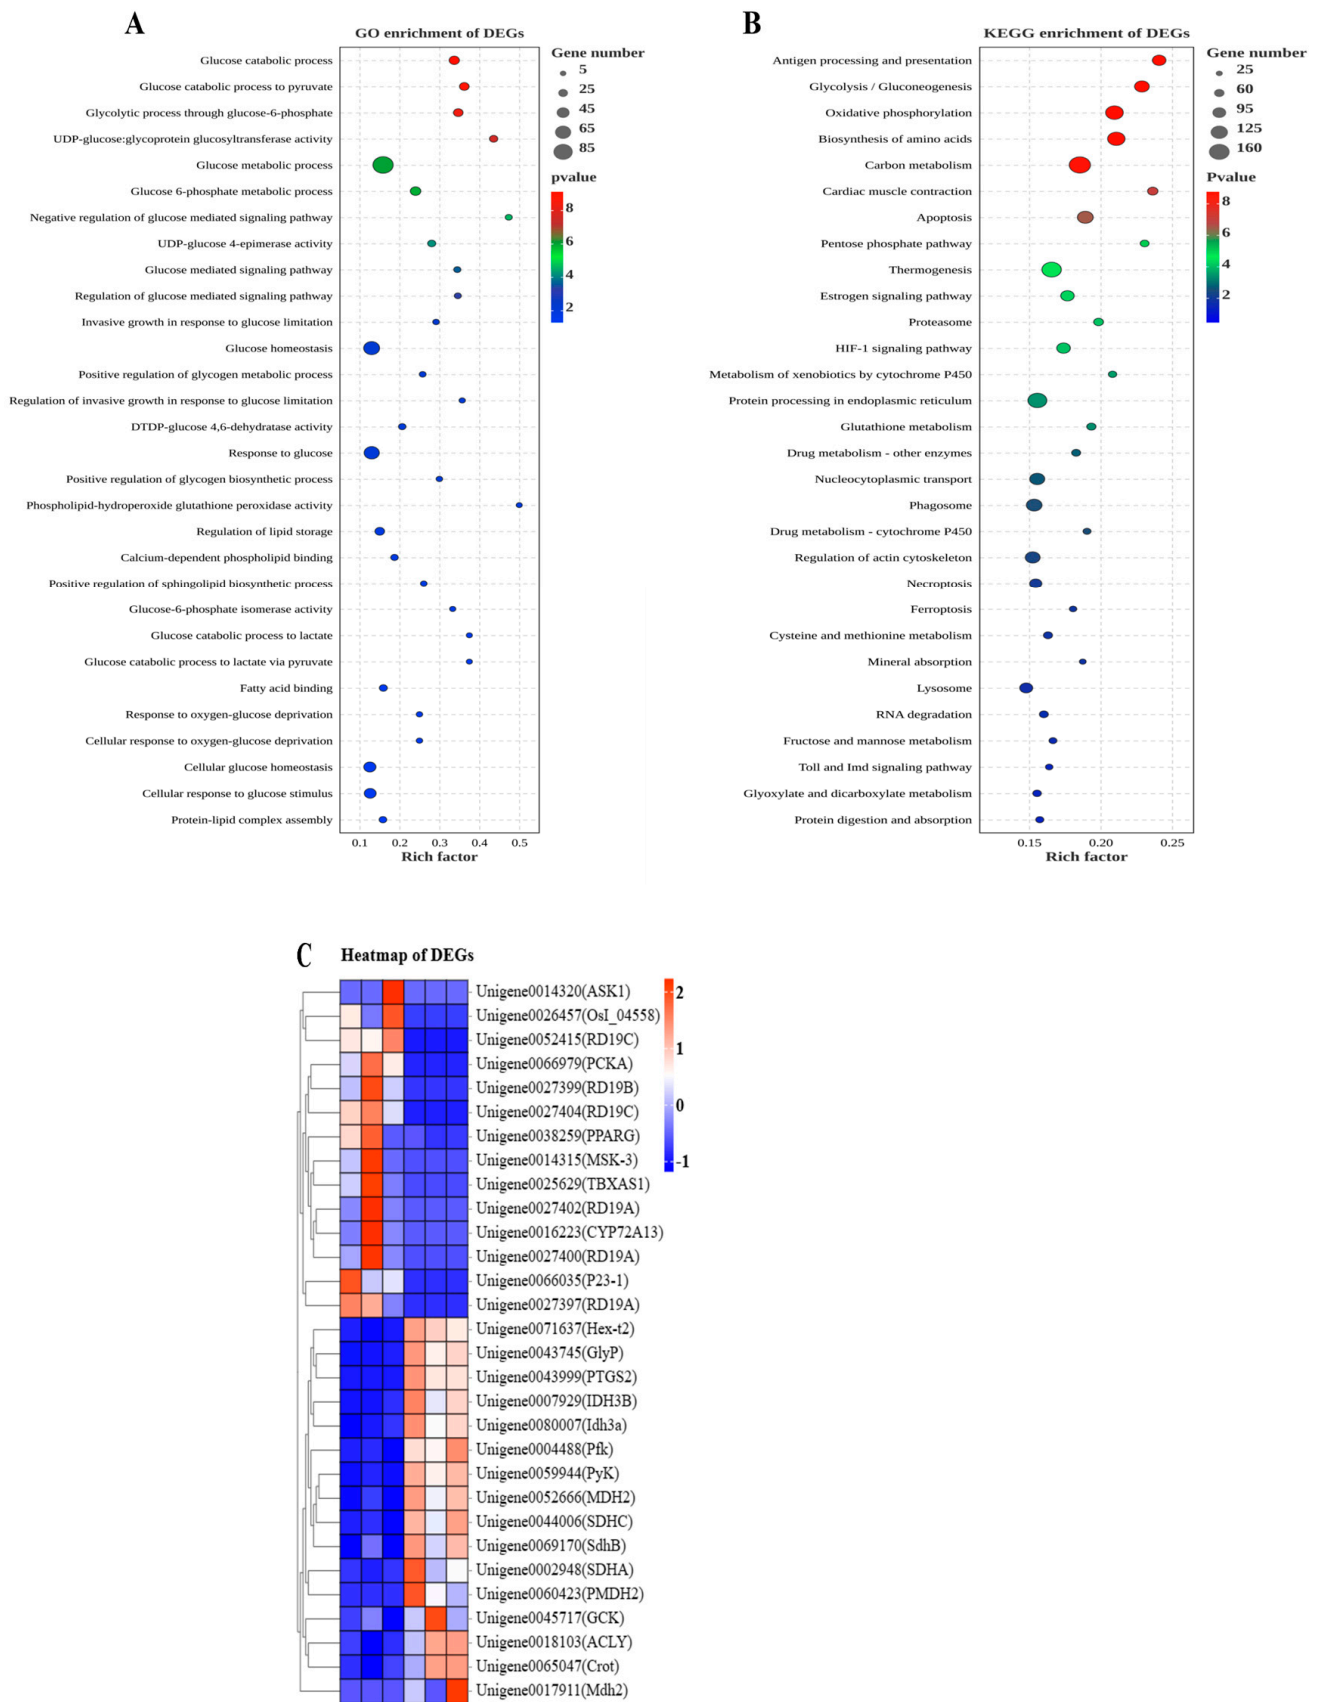 A
GO enrichment of DEGs
Glucose catabolic process
Glucose catabolic process to pyruvate
Glycolytic process through glucose-6-phosphate
UDP-glucose:glycoprotein glucosyltransferase activity
Glucose metabolic process
Glucose 6-phosphate metabolic process
Negative regulation of glucose mediated signaling pathway
UDP-glucose 4-epimerase activity
Glucose mediated signaling pathway
Regulation of glucose mediated signaling pathway
Invasive growth in response to glucose limitation
Glucose homeostasis
Positive regulation of glycogen metabolic process
Regulation of invasive growth in response to glucose limitation
DTDP-glucose 4,6-dehydratase activity
Response to glucose
Positive regulation of glycogen biosynthetic process
Phospholipid-hydroperoxide glutathione peroxidase activity
Regulation of lipid storage
Calcium-dependent phospholipid binding
Positive regulation of sphingolipid biosynthetic process
Glucose-6-phosphate isomerase activity
Glucose catabolic process to lactate
Glucose catabolic process to lactate via pyruvate
Fatty acid binding
Response to oxygen-glucose deprivation
Cellular response to oxygen-glucose deprivation
Cellular glucose homeostasis
Cellular response to glucose stimulus
Protein-lipid complex assembly
0.1 0.2 0.3 0.4 0.5
Rich factor
Gene number
5
25
45
65
85
pvalue
8
6
4
2
B
KEGG enrichment of DEGs
Antigen processing and presentation
Glycolysis / Gluconeogenesis
Oxidative phosphorylation
Biosynthesis of amino acids
Carbon metabolism
Cardiac muscle contraction
Apoptosis
Pentose phosphate pathway
Thermogenesis
Estrogen signaling pathway
Proteasome
HIF-1 signaling pathway
Metabolism of xenobiotics by cytochrome P450
Protein processing in endoplasmic reticulum
Glutathione metabolism
Drug metabolism - other enzymes
Nucleocytoplasmic transport
Phagosome
Drug metabolism - cytochrome P450
Regulation of actin cytoskeleton
Necroptosis
Ferroptosis
Cysteine and methionine metabolism
Mineral absorption
Lysosome
RNA degradation
Fructose and mannose metabolism
Toll and Imd signaling pathway
Glyoxylate and dicarboxylate metabolism
Protein digestion and absorption
0.15 0.20 0.25
Rich factor
Gene number
25
60
95
125
160
Pvalue
8
6
4
2
C
Heatmap of DEGs
Unigene0014320(ASK1)
Unigene0026457(OsI_04558)
Unigene0052415(RD19C)
Unigene0066979(PCKA)
Unigene0027399(RD19B)
Unigene0027404(RD19C)
Unigene0038259(PPARG)
Unigene0014315(MSK-3)
Unigene0025629(TBXAS1)
Unigene0027402(RD19A)
Unigene0016223(CYP72A13)
Unigene0027400(RD19A)
Unigene0066035(P23-1)
Unigene0027397(RD19A)
Unigene0071637(Hex-t2)
Unigene0043745(GlyP)
Unigene0043999(PTGS2)
Unigene0007929(IDH3B)
Unigene0080007(Idh3a)
Unigene0004488(Pfk)
Unigene0059944(PyK)
Unigene0052666(MDH2)
Unigene0044006(SDHC)
Unigene0069170(SdhB)
Unigene0002948(SDHA)
Unigene0060423(PMDH2)
Unigene0045717(GCK)
Unigene0018103(ACLY)
Unigene0065047(Crot)
Unigene0017911(Mdh2)
2
1
0
-1